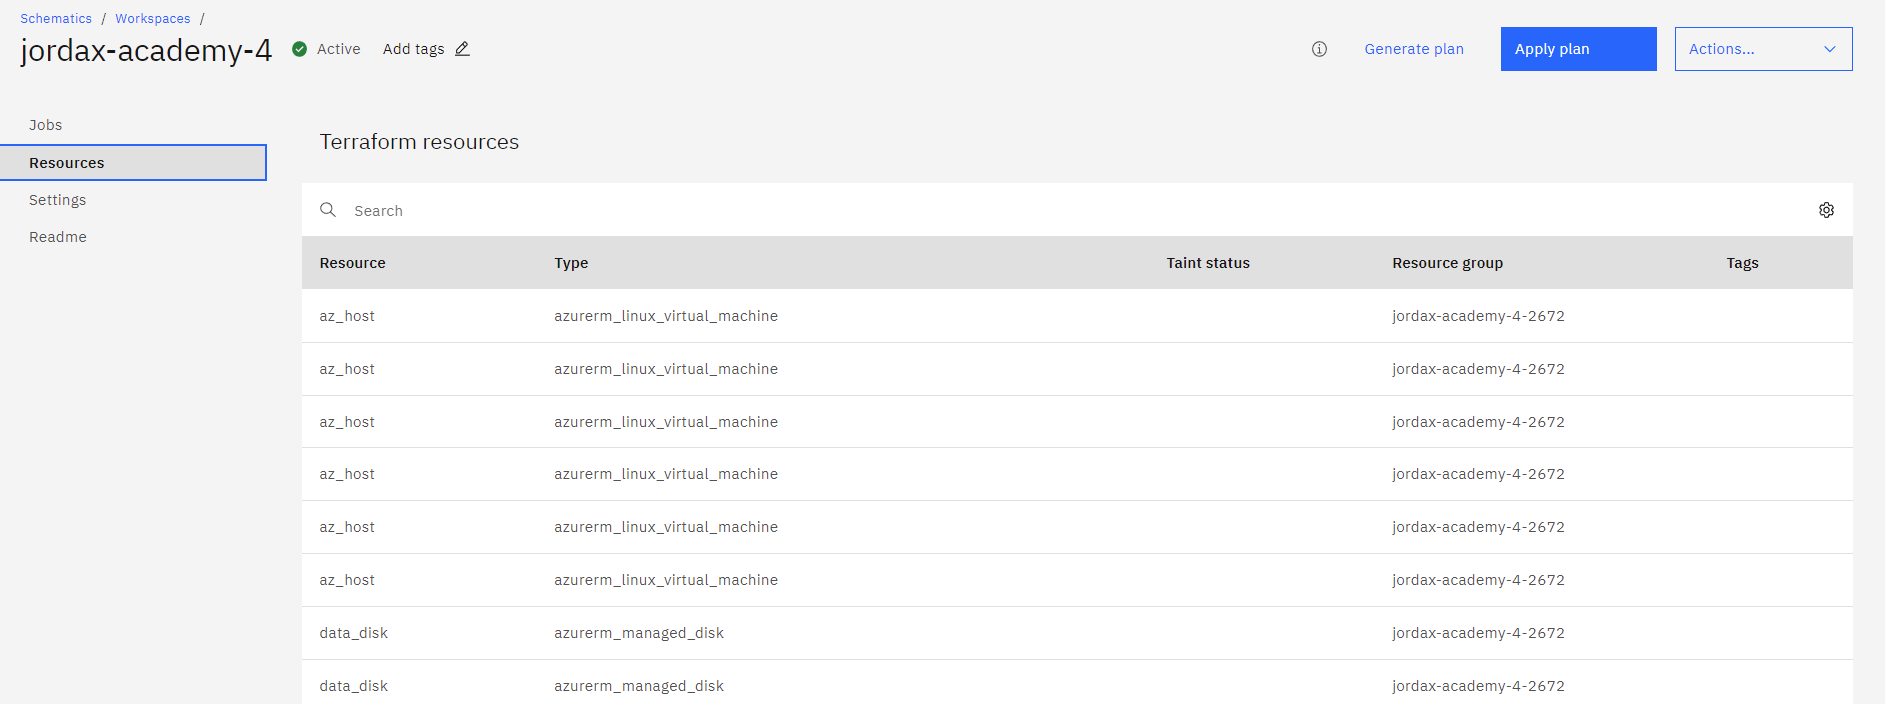 Schematics / Workspaces /
jordax-academy-4 Active Add tags Generate plan Apply plan Actions...
Jobs
Resources
Settings
Readme
Terraform resources
Search
Resource Type Taint status Resource group Tags
az_host azurerm_linux_virtual_machine jordax-academy-4-2672
az_host azurerm_linux_virtual_machine jordax-academy-4-2672
az_host azurerm_linux_virtual_machine jordax-academy-4-2672
az_host azurerm_linux_virtual_machine jordax-academy-4-2672
az_host azurerm_linux_virtual_machine jordax-academy-4-2672
az_host azurerm_linux_virtual_machine jordax-academy-4-2672
data_disk azurerm_managed_disk jordax-academy-4-2672
data_disk azurerm_managed_disk jordax-academy-4-2672